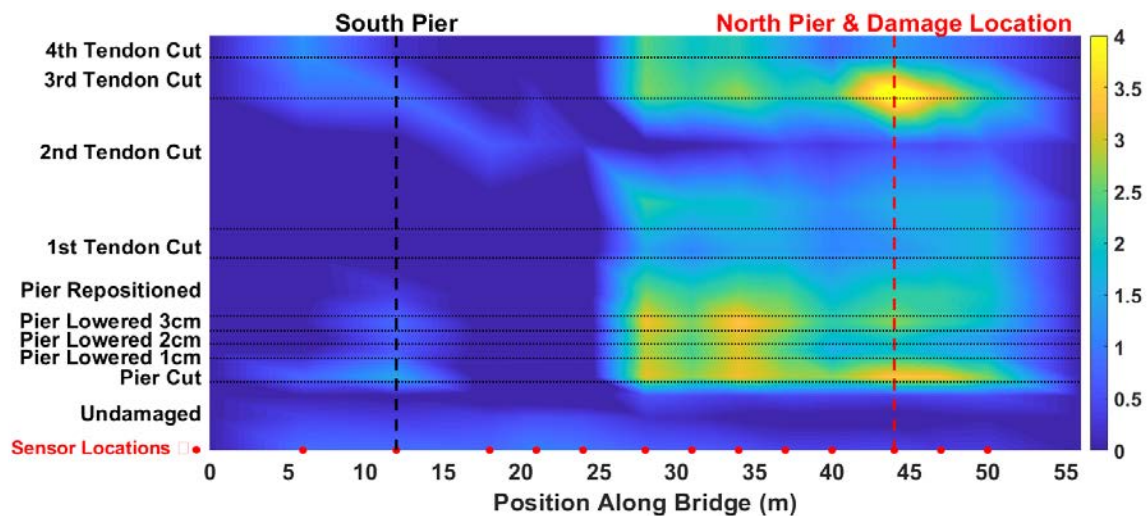 South Pier
North Pier & Damage Location
4th Tendon Cut
3rd Tendon Cut
2nd Tendon Cut
1st Tendon Cut
Pier Repositioned
Pier Lowered 3cm
Pier Lowered 2cm
Pier Lowered 1cm
Pier Cut
Undamaged
Sensor Locations
0 5 10 15 20 25 30 35 40 45 50 55
Position Along Bridge (m)
4
3.5
3
2.5
2
1.5
1
0.5
0